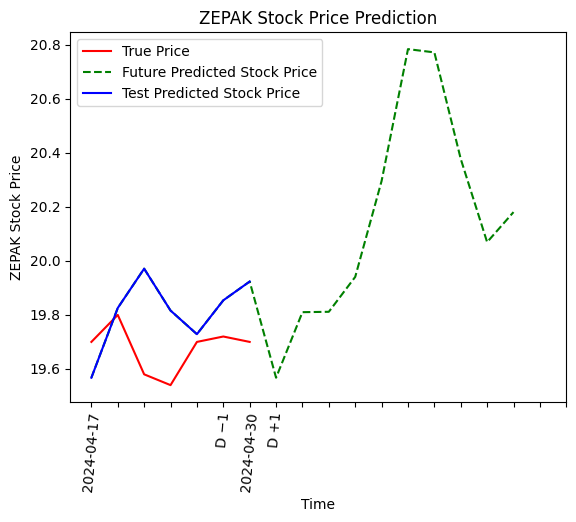 ZEPAK Stock Price Prediction
True Price
Future Predicted Stock Price
Test Predicted Stock Price
ZEPAK Stock Price
20.8
20.6
20.4
20.2
20.0
19.8
19.6
2024-04-17
D −1
2024-04-30
D +1
Time